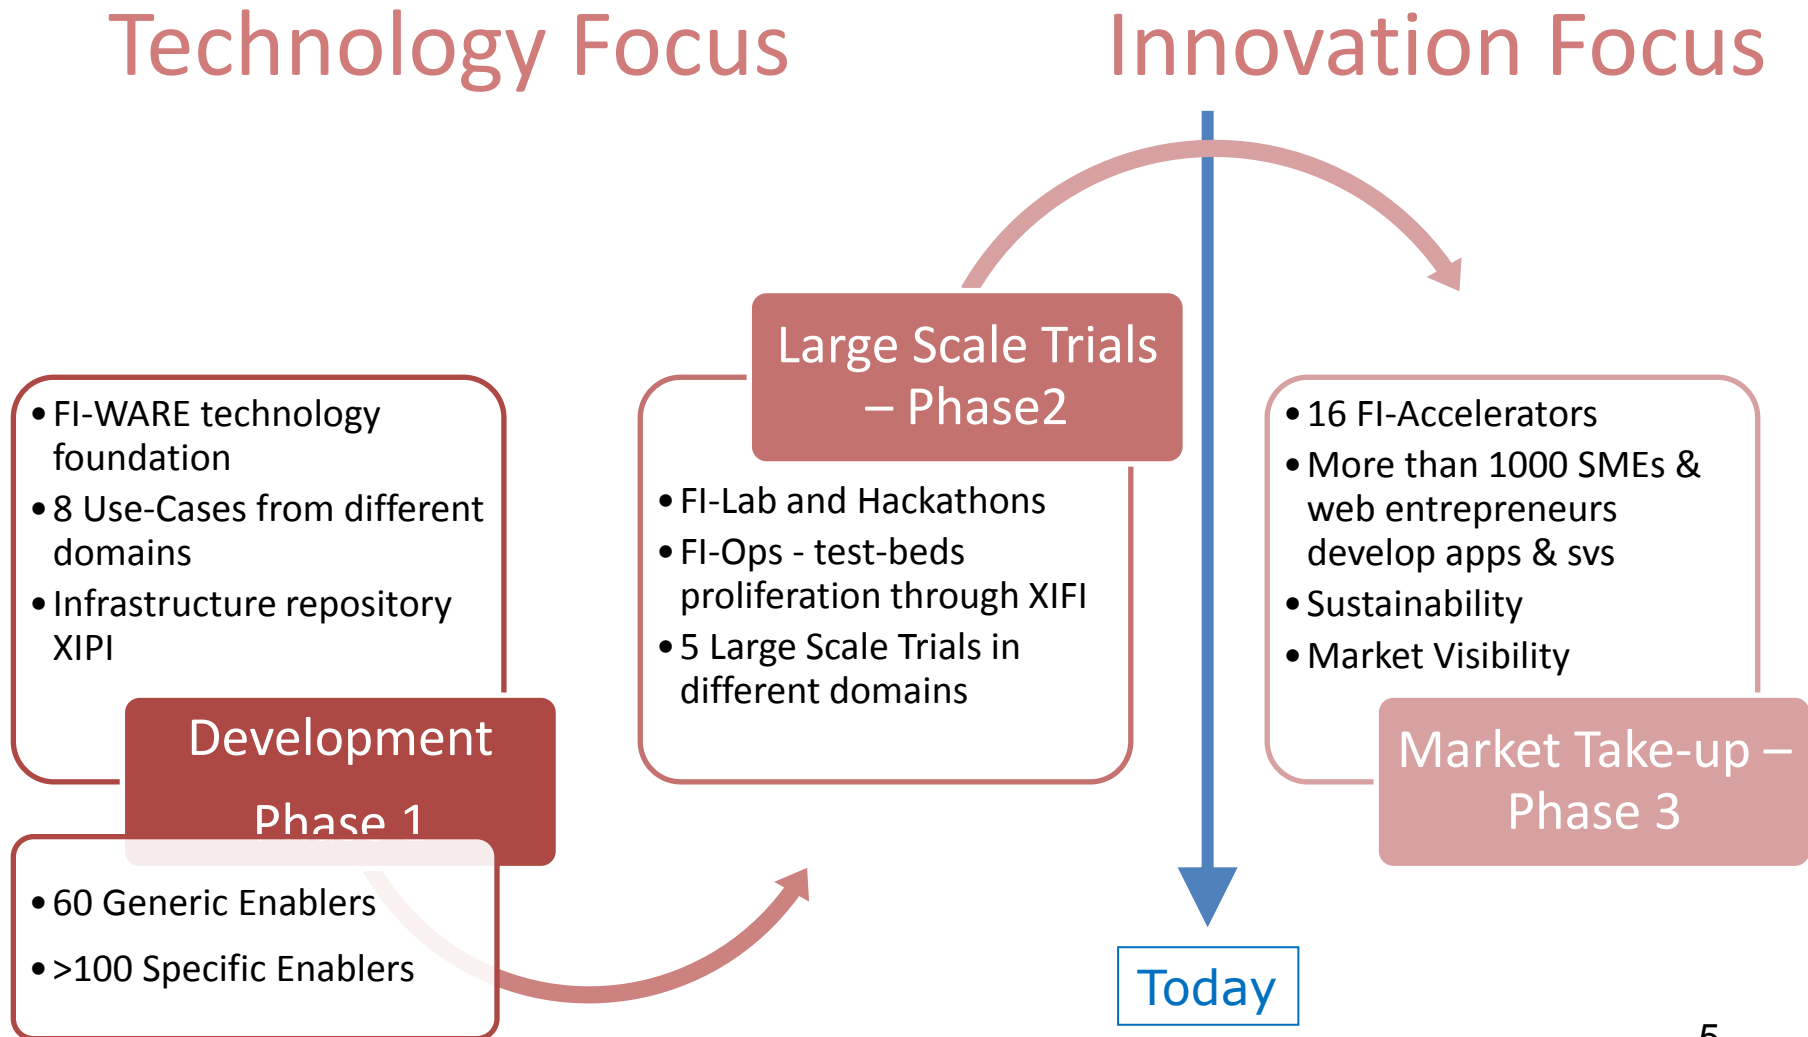 Technology Focus
Innovation Focus
• FI-WARE technology
foundation
• 8 Use-Cases from different
domains
• Infrastructure repository
XIPI
Development
Phase 1
• 60 Generic Enablers
• >100 Specific Enablers
Large Scale Trials
– Phase2
• FI-Lab and Hackathons
• FI-Ops - test-beds
proliferation through XIFI
• 5 Large Scale Trials in
different domains
• 16 FI-Accelerators
• More than 1000 SMEs &
web entrepreneurs
develop apps & svs
• Sustainability
• Market Visibility
Market Take-up –
Phase 3
Today
5